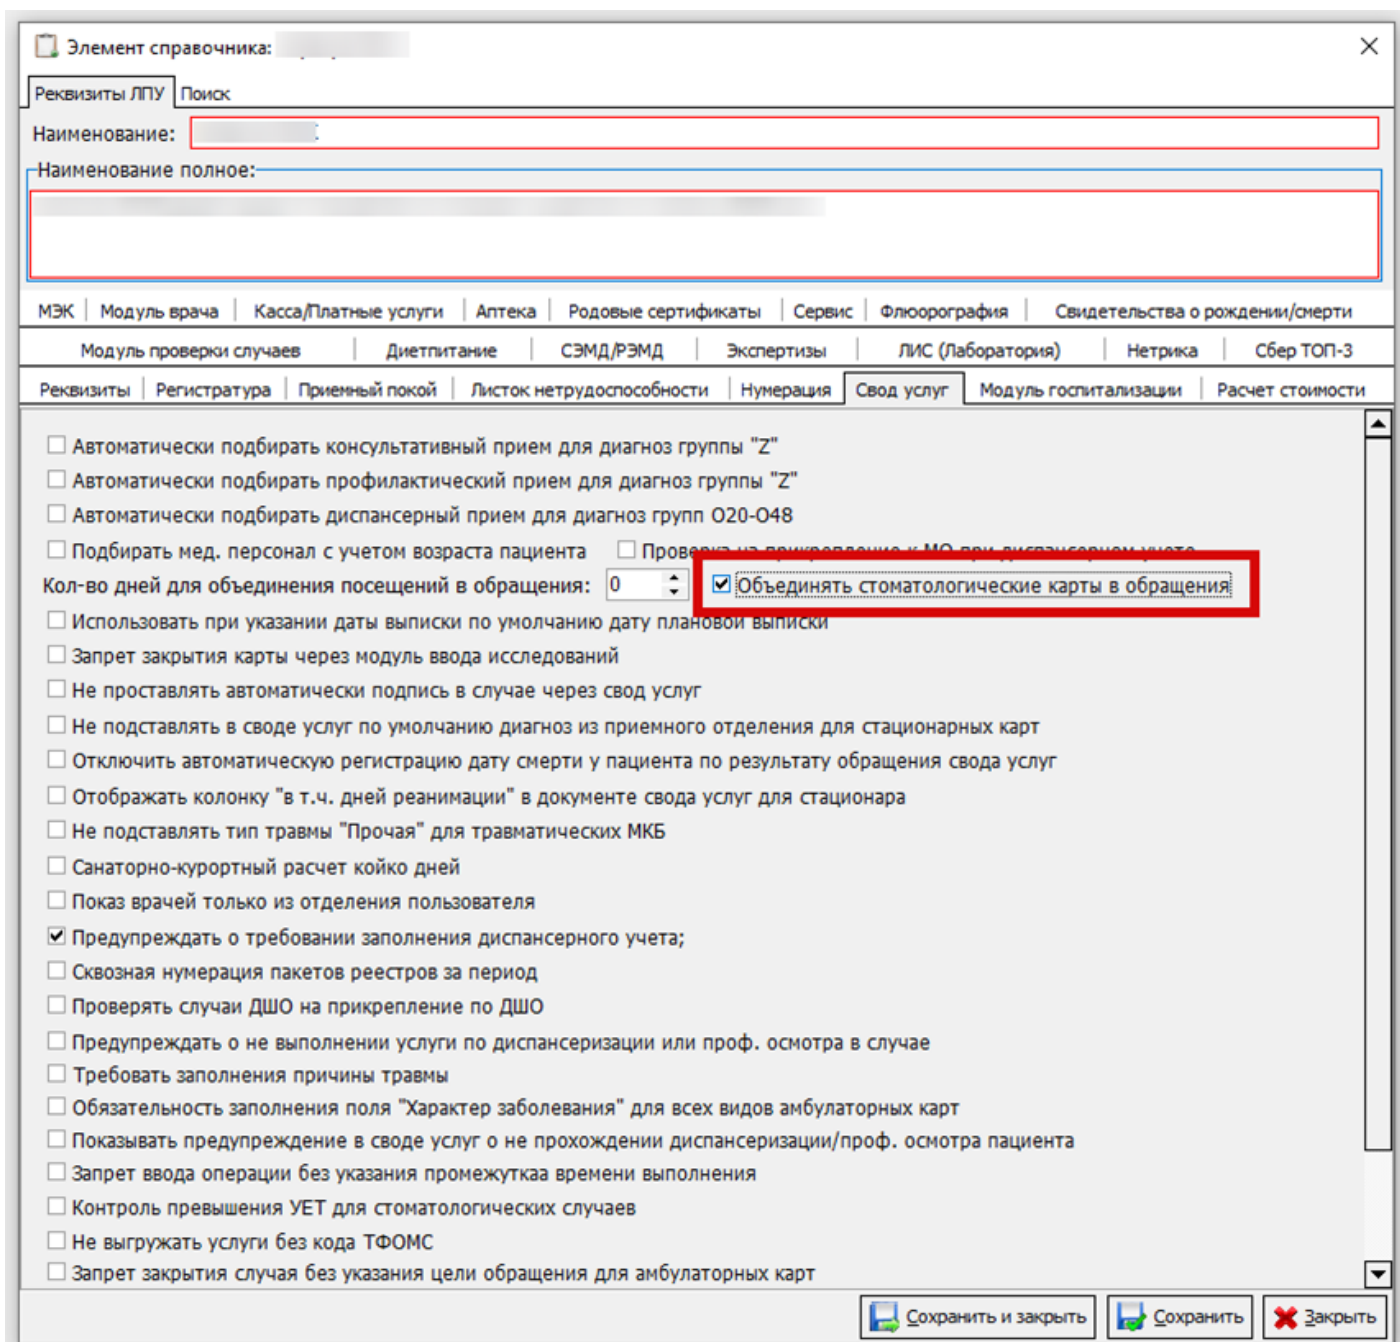 Элемент справочника:
Реквизиты ЛПУ Поиск
Наименование:
Наименование полное:
МЭК Модуль врача Касса/Платные услуги Аптека Родовые сертификаты Сервис Флюорография Свидетельства о рождении/смерти
Модуль проверки случаев Диетпитание СЭМД/РЭМД Экспертизы ЛИС (Лаборатория) Нетрика Сбер ТОП-3
Реквизиты Регистратура Приемный покой Листок нетрудоспособности Нумерация Свод услуг Модуль госпитализации Расчет стоимости
Автоматически подбирать консультативный прием для диагноз группы "Z"
Автоматически подбирать профилактический прием для диагноз группы "Z"
Автоматически подбирать диспансерный прием для диагноз групп O20-O48
Подбирать мед. персонал с учетом возраста пациента Проверка на прикрепление к МО при диспансерном учете
Кол-во дней для объединения посещений в обращения: 0 Объединять стоматологические карты в обращения
Использовать при указании даты выписки по умолчанию дату плановой выписки
Запрет закрытия карты через модуль ввода исследований
Не проставлять автоматически подпись в случае через свод услуг
Не подставлять в своде услуг по умолчанию диагноз из приемного отделения для стационарных карт
Отключить автоматическую регистрацию дату смерти у пациента по результату обращения свода услуг
Отображать колонку "в т.ч. дней реанимации" в документе свода услуг для стационара
Не подставлять тип травмы "Прочая" для травматических МКБ
Санаторно-курортный расчет койко дней
Показ врачей только из отделения пользователя
Предупреждать о требовании заполнения диспансерного учета;
Сквозная нумерация пакетов реестров за период
Проверять случаи ДШО на прикрепление по ДШО
Предупреждать о не выполнении услуги по диспансеризации или проф. осмотра в случае
Требовать заполнения причины травмы
Обязательность заполнения поля "Характер заболевания" для всех видов амбулаторных карт
Показывать предупреждение в своде услуг о не прохождении диспансеризации/проф. осмотра пациента
Запрет ввода операции без указания промежуткаа времени выполнения
Контроль превышения УЕТ для стоматологических случаев
Не выгружать услуги без кода ТФОМС
Запрет закрытия случая без указания цели обращения для амбулаторных карт
Сохранить и закрыть Сохранить Закрыть